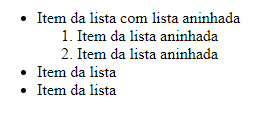 • Item da lista com lista aninhada
1. Item da lista aninhada
2. Item da lista aninhada
• Item da lista
• Item da lista